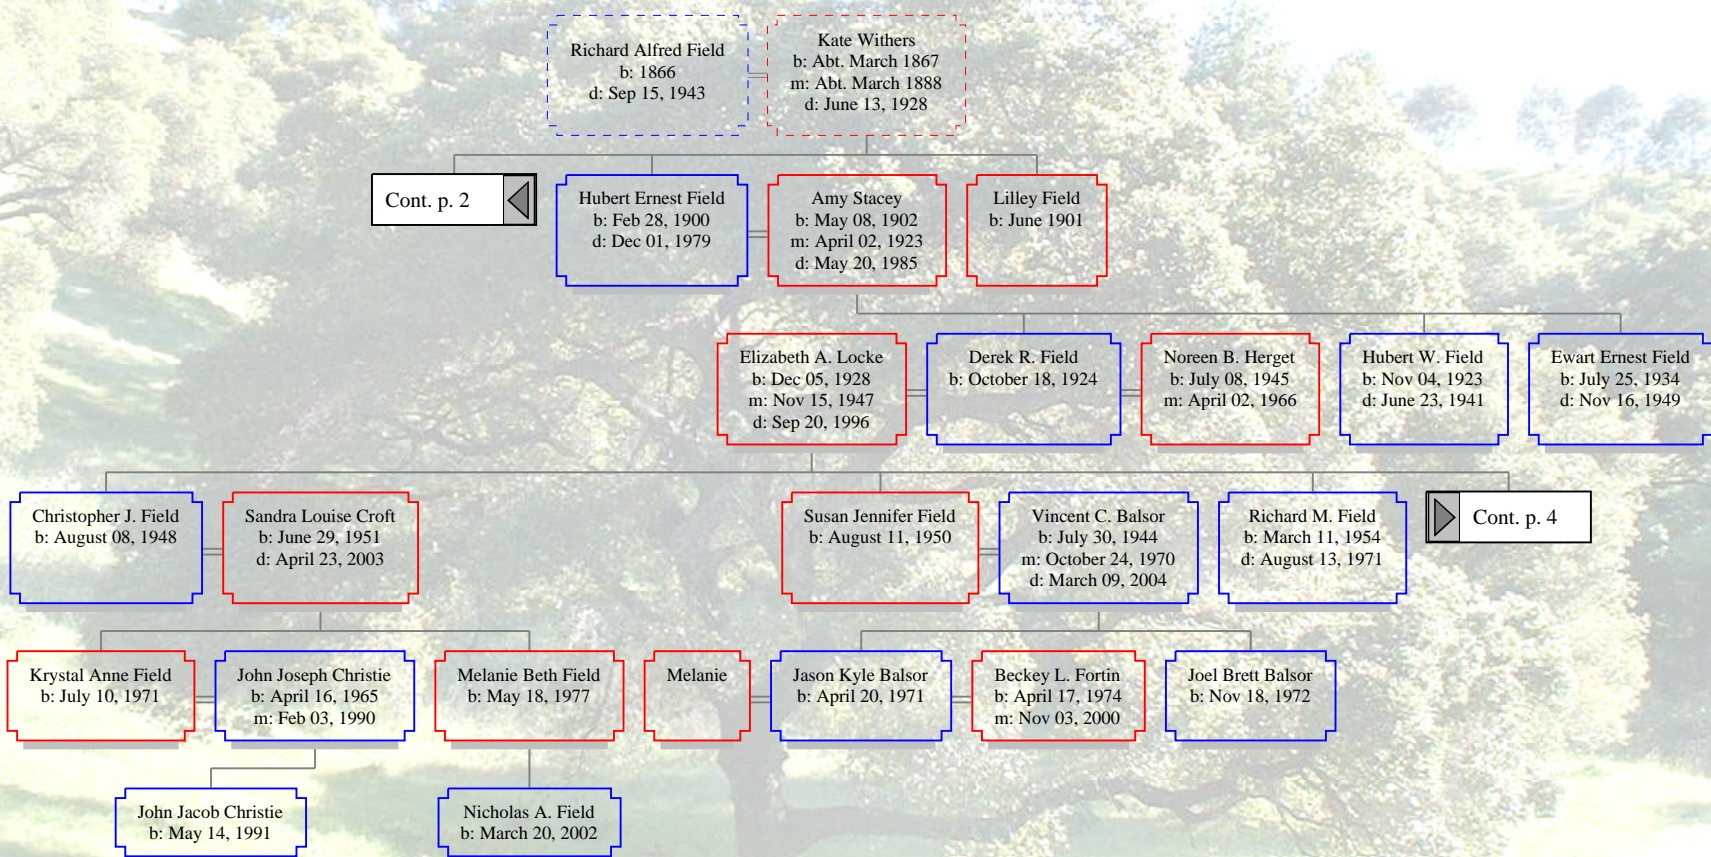 Richard Alfred Field
b: 1866
d: Sep 15, 1943
Kate Withers
b: Abt. March 1867
m: Abt. March 1888
d: June 13, 1928
Cont. p. 2
Hubert Ernest Field
b: Feb 28, 1900
d: Dec 01, 1979
Amy Stacey
b: May 08, 1902
m: April 02, 1923
d: May 20, 1985
Lilley Field
b: June 1901
Elizabeth A. Locke
b: Dec 05, 1928
m: Nov 15, 1947
d: Sep 20, 1996
Derek R. Field
b: October 18, 1924
Noreen B. Herget
b: July 08, 1945
m: April 02, 1966
Hubert W. Field
b: Nov 04, 1923
d: June 23, 1941
Ewart Ernest Field
b: July 25, 1934
d: Nov 16, 1949
Christopher J. Field
b: August 08, 1948
Sandra Louise Croft
b: June 29, 1951
d: April 23, 2003
Susan Jennifer Field
b: August 11, 1950
Vincent C. Balsor
b: July 30, 1944
m: October 24, 1970
d: March 09, 2004
Richard M. Field
b: March 11, 1954
d: August 13, 1971
Cont. p. 4
Krystal Anne Field
b: July 10, 1971
John Joseph Christie
b: April 16, 1965
m: Feb 03, 1990
Melanie Beth Field
b: May 18, 1977
Melanie
Jason Kyle Balsor
b: April 20, 1971
Beckey L. Fortin
b: April 17, 1974
m: Nov 03, 2000
Joel Brett Balsor
b: Nov 18, 1972
John Jacob Christie
b: May 14, 1991
Nicholas A. Field
b: March 20, 2002